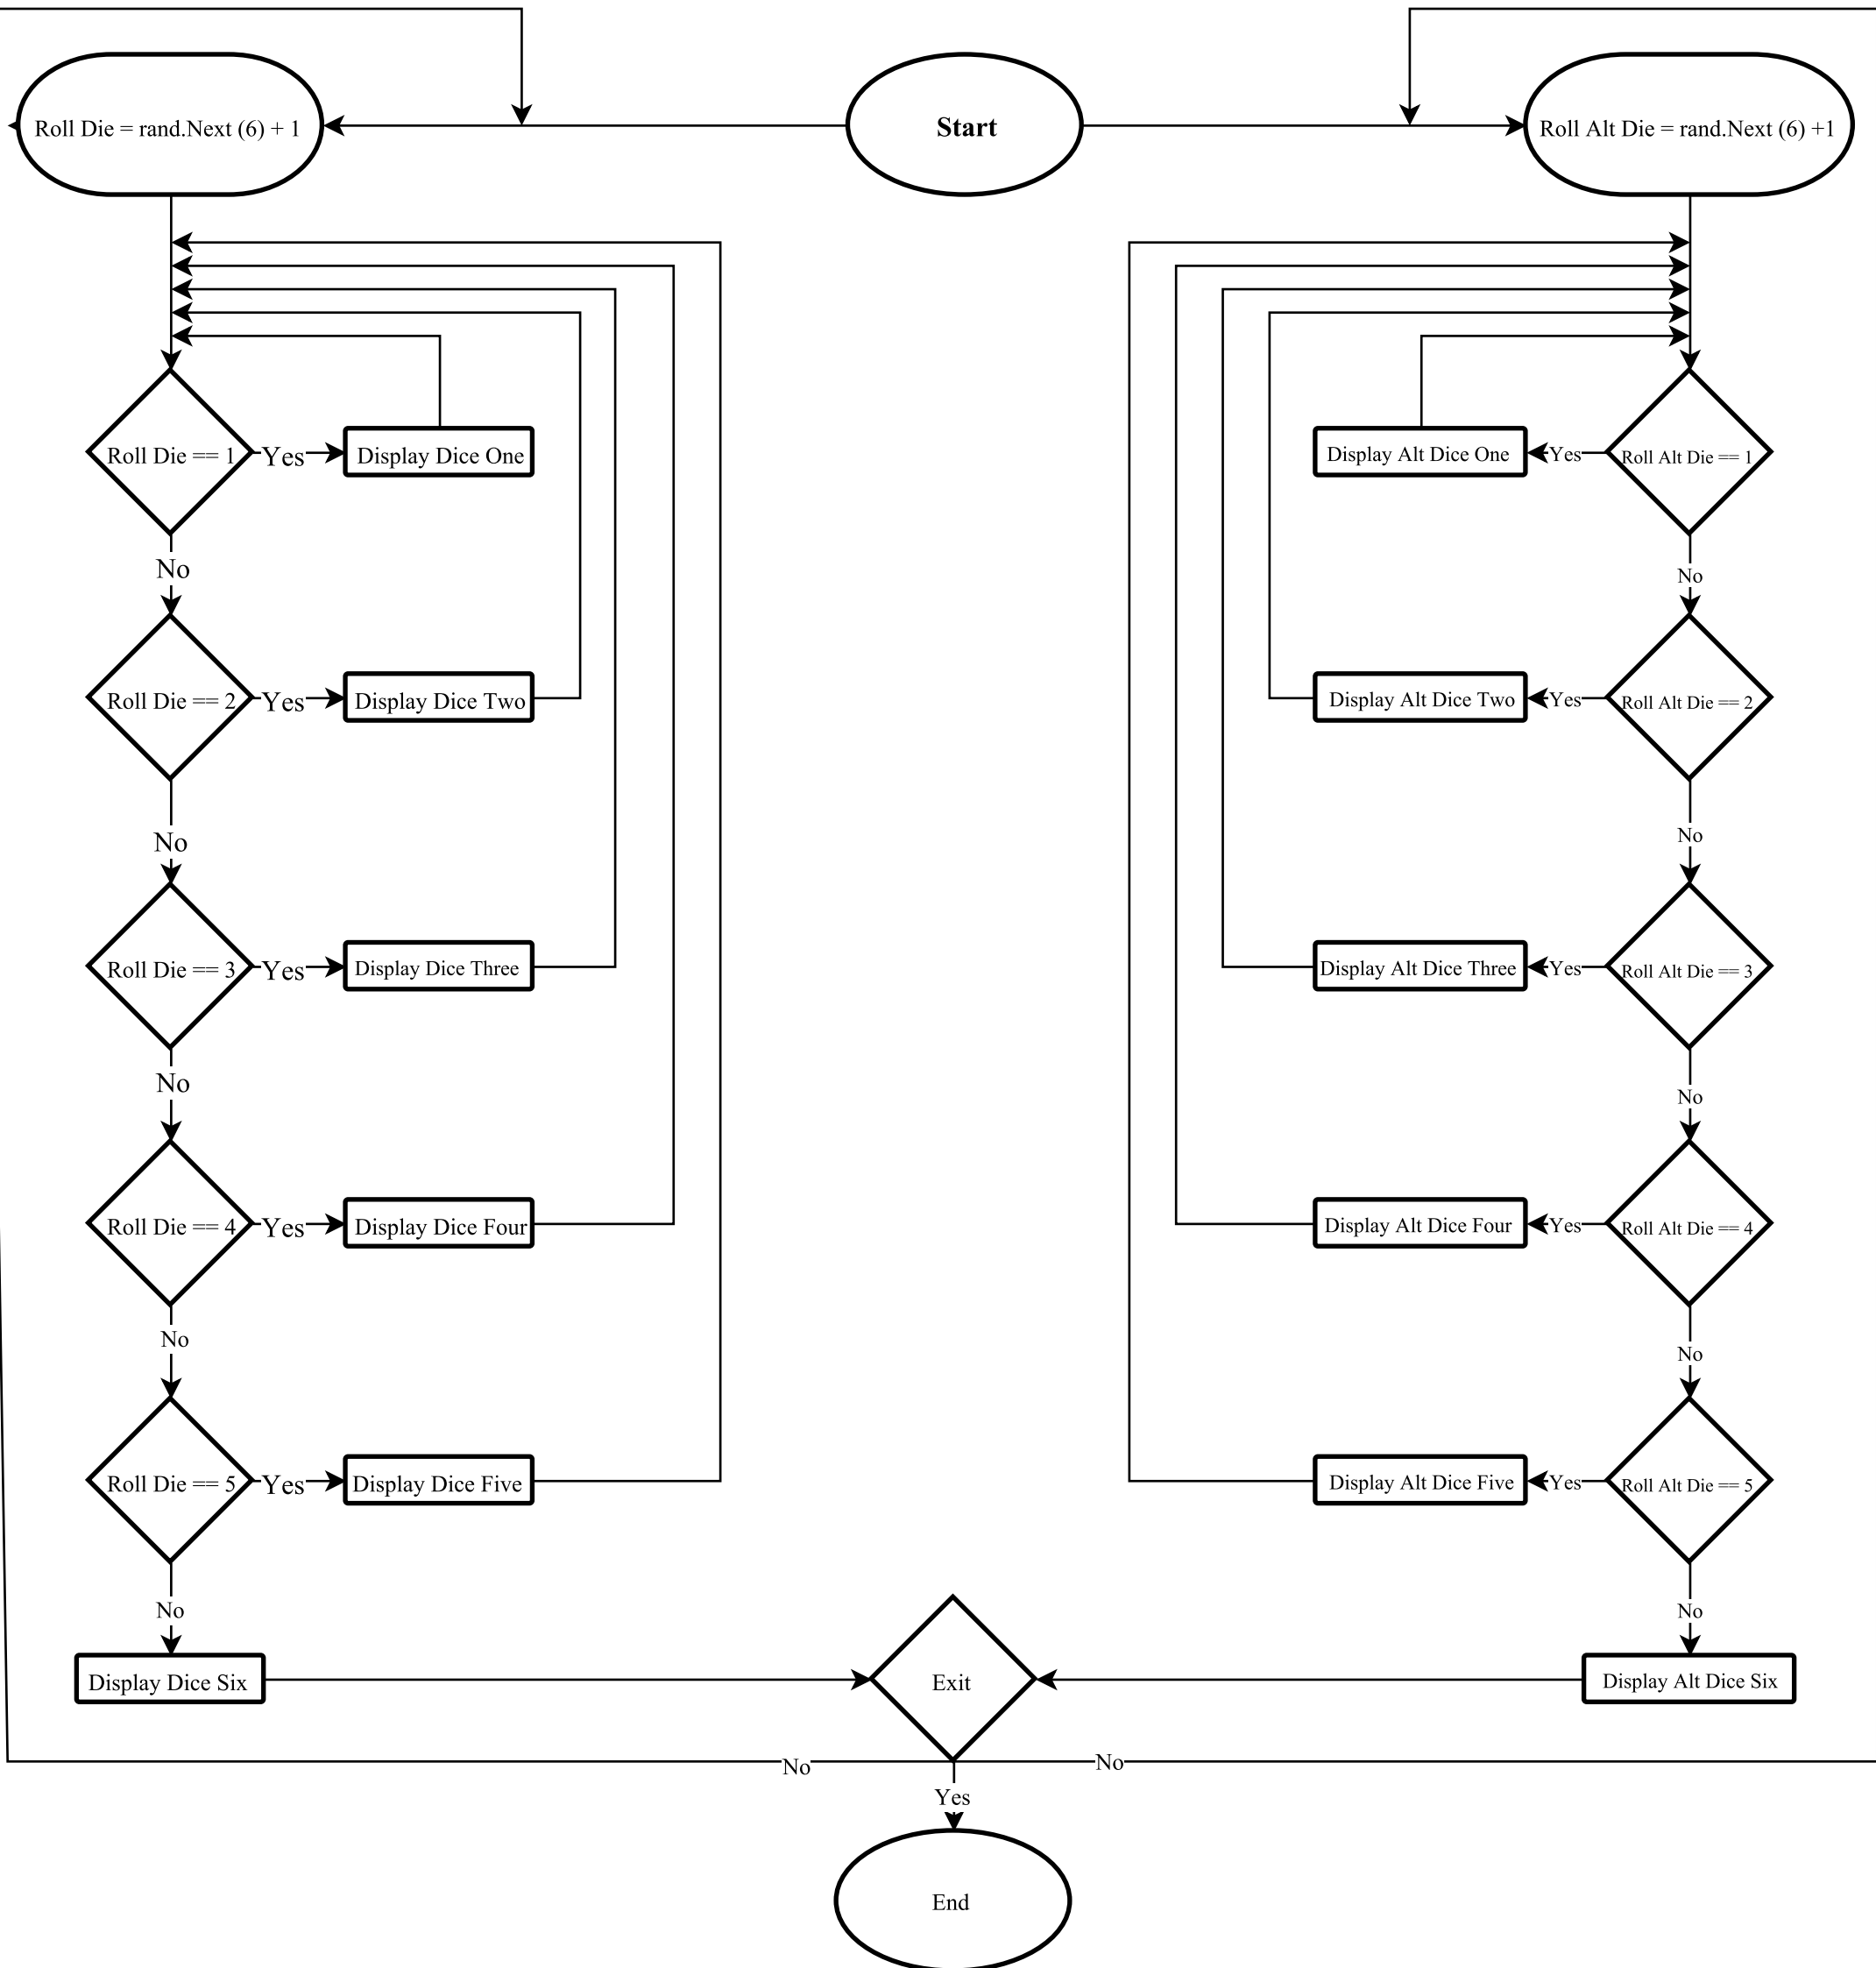 Start
Roll Die = rand.Next (6) + 1
Roll Alt Die = rand.Next (6) +1
Roll Die == 1
Yes
Display Dice One
Display Alt Dice One
Yes
Roll Alt Die == 1
No
No
Roll Die == 2
Yes
Display Dice Two
Display Alt Dice Two
Yes
Roll Alt Die == 2
No
No
Roll Die == 3
Yes
Display Dice Three
Display Alt Dice Three
Yes
Roll Alt Die == 3
No
No
Roll Die == 4
Yes
Display Dice Four
Display Alt Dice Four
Yes
Roll Alt Die == 4
No
No
Roll Die == 5
Yes
Display Dice Five
Display Alt Dice Five
Yes
Roll Alt Die == 5
No
No
Display Dice Six
Exit
Display Alt Dice Six
No
No
Yes
End